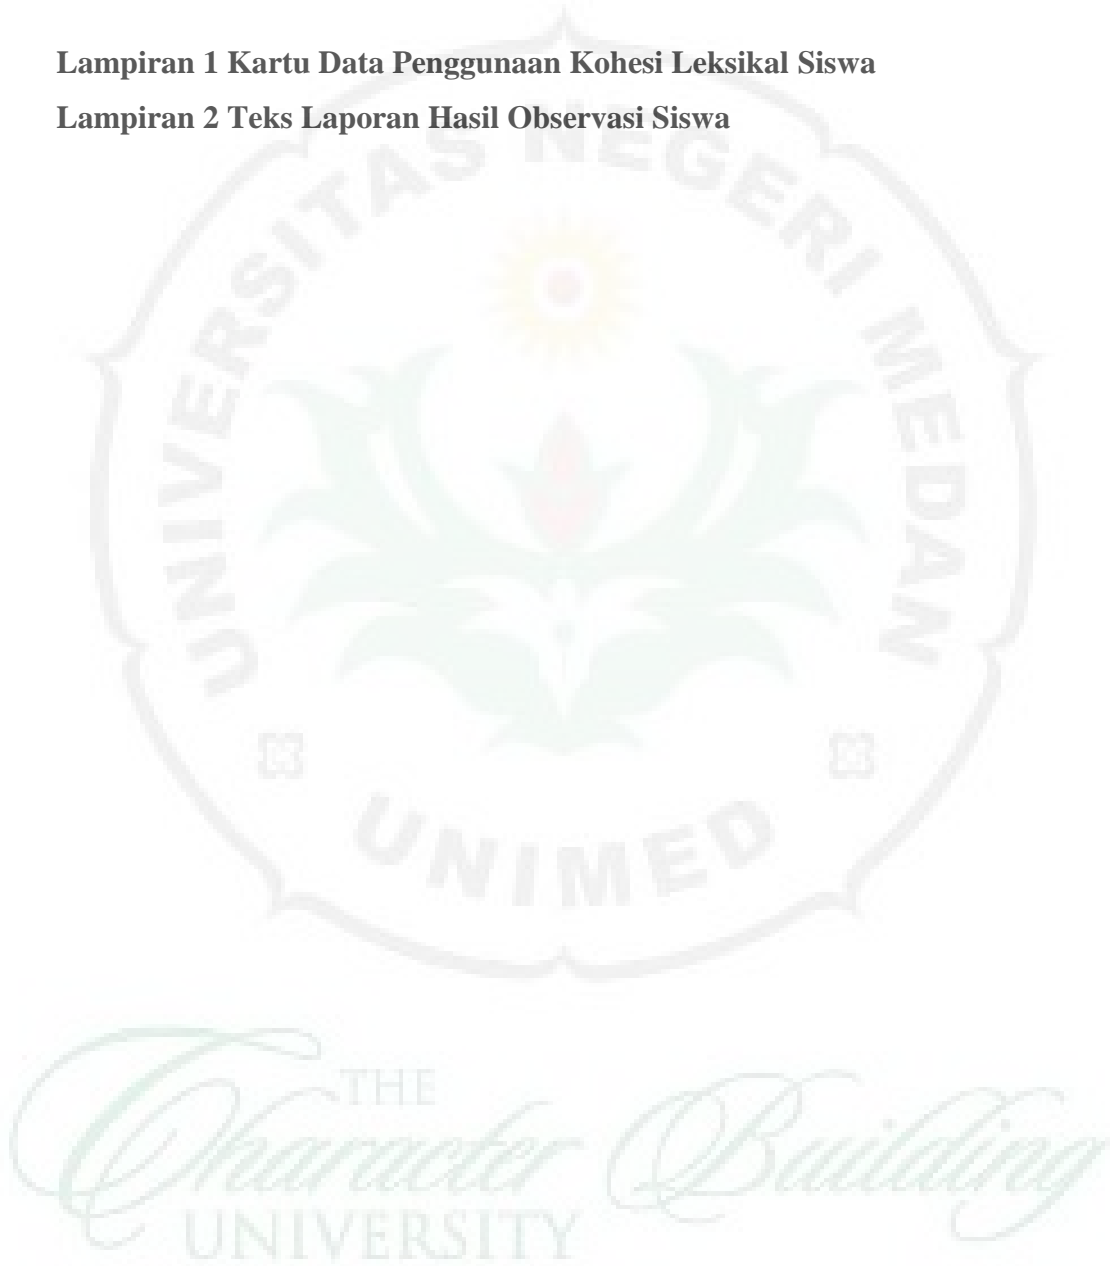 Lampiran 1 Kartu Data Penggunaan Kohesi Leksikal Siswa
Lampiran 2 Teks Laporan Hasil Observasi Siswa
UNIVERSITAS NEGERI MEDAN
UNIMED
THE
Character Building
UNIVERSITY